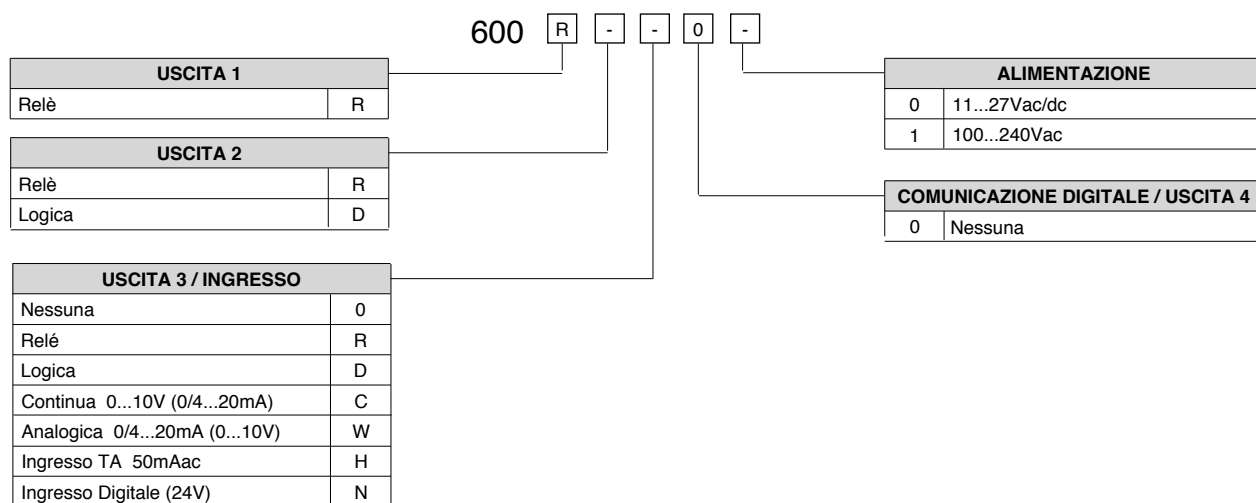 600 R - - 0 -
USCITA 1
Relè R
USCITA 2
Relè R
Logica D
USCITA 3 / INGRESSO
Nessuna 0
Relé R
Logica D
Continua 0...10V (0/4...20mA) C
Analogica 0/4...20mA (0...10V) W
Ingresso TA 50mAac H
Ingresso Digitale (24V) N
ALIMENTAZIONE
0 11...27Vac/dc
1 100...240Vac
COMUNICAZIONE DIGITALE / USCITA 4
0 Nessuna